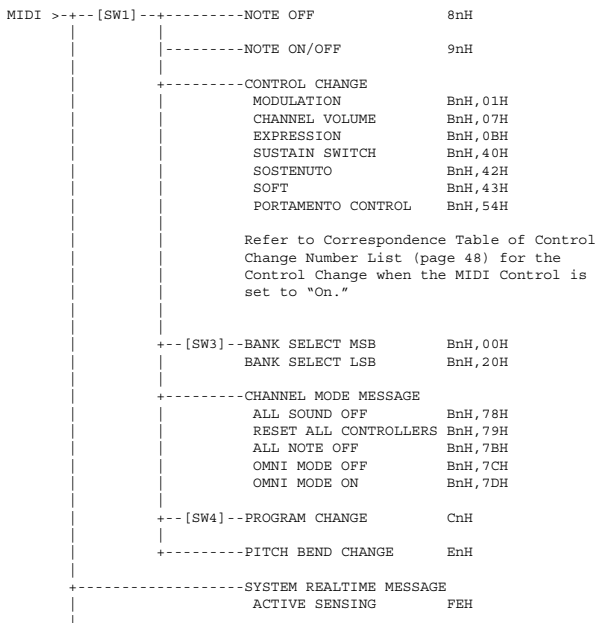 MIDI >-+--[SW1]--+---------NOTE OFF 8nH
|---------NOTE ON/OFF 9nH
+---------CONTROL CHANGE
MODULATION BnH,01H
CHANNEL VOLUME BnH,07H
EXPRESSION BnH,0BH
SUSTAIN SWITCH BnH,40H
SOSTENUTO BnH,42H
SOFT BnH,43H
PORTAMENTO CONTROL BnH,54H
Refer to Correspondence Table of Control
Change Number List (page 48) for the
Control Change when the MIDI Control is
set to “On.”
+--[SW3]--BANK SELECT MSB BnH,00H
BANK SELECT LSB BnH,20H
+---------CHANNEL MODE MESSAGE
ALL SOUND OFF BnH,78H
RESET ALL CONTROLLERS BnH,79H
ALL NOTE OFF BnH,7BH
OMNI MODE OFF BnH,7CH
OMNI MODE ON BnH,7DH
+--[SW4]--PROGRAM CHANGE CnH
+---------PITCH BEND CHANGE EnH
+-------------------SYSTEM REALTIME MESSAGE
ACTIVE SENSING FEH